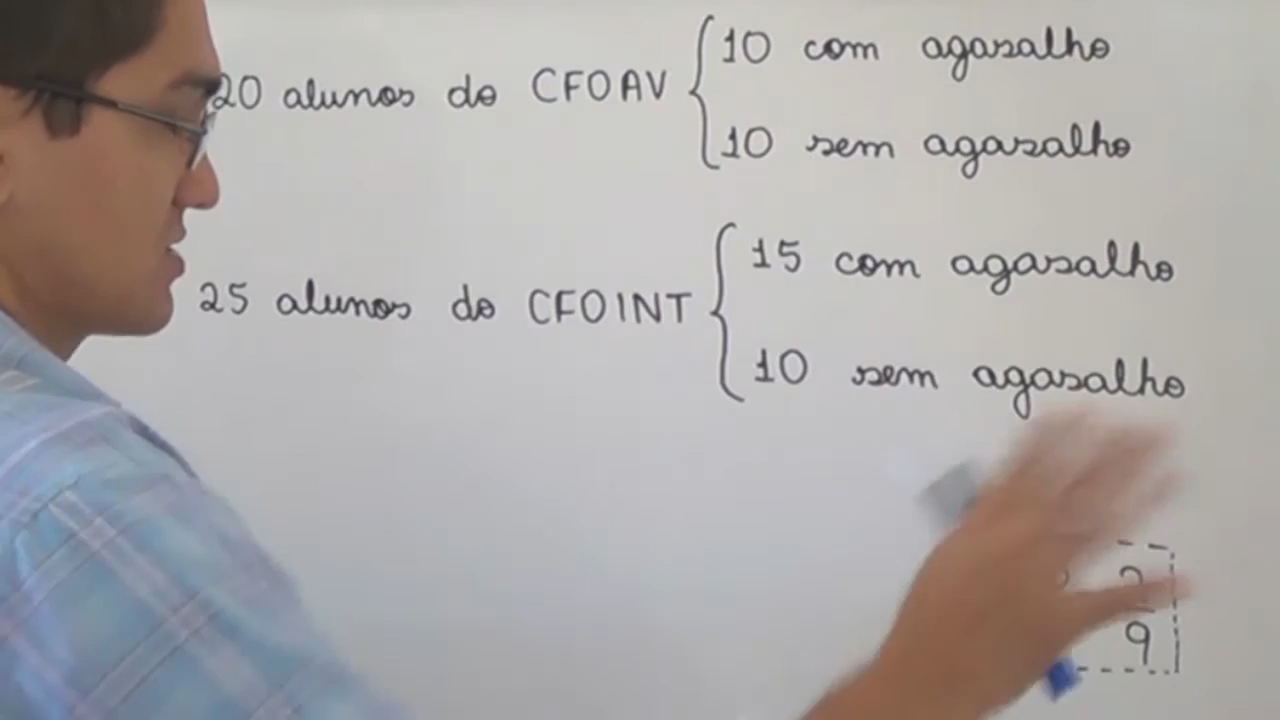 20 alunos do CFOAV
10 com agasalho
10 sem agasalho
25 alunos do CFOINT
15 com agasalho
10 sem agasalho
2
9